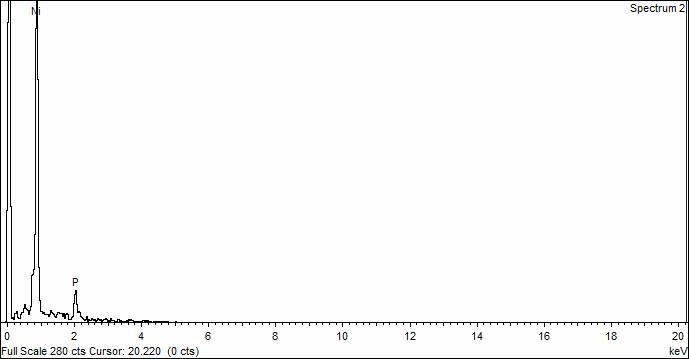 Spectrum 2
Ni
P
0 2 4 6 8 10 12 14 16 18 20
Full Scale 280 cts Cursor: 20.220 (0 cts) keV